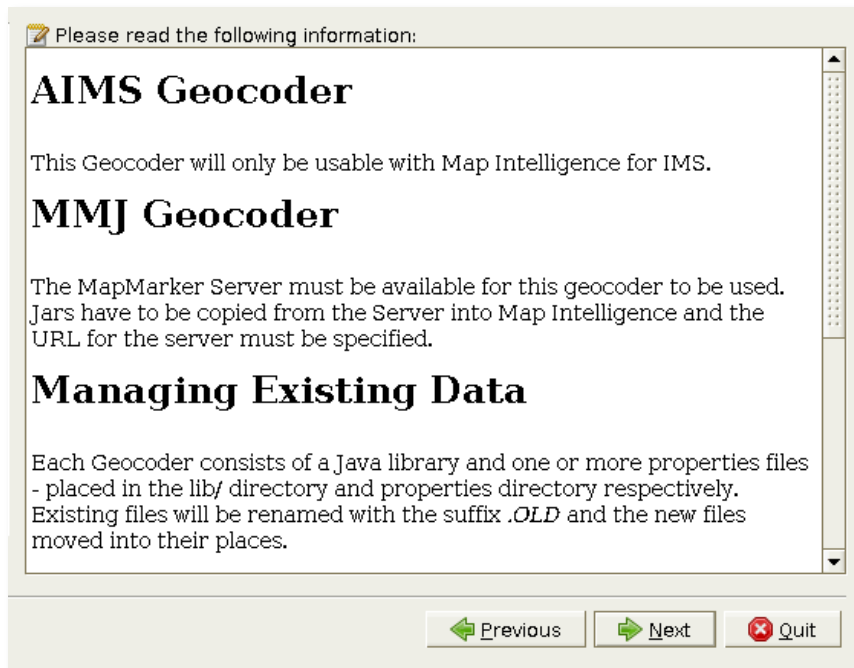 Please read the following information:
AIMS Geocoder
This Geocoder will only be usable with Map Intelligence for IMS.
MMJ Geocoder
The MapMarker Server must be available for this geocoder to be used.
Jars have to be copied from the Server into Map Intelligence and the
URL for the server must be specified.
Managing Existing Data
Each Geocoder consists of a Java library and one or more properties files
- placed in the lib/ directory and properties directory respectively.
Existing files will be renamed with the suffix .OLD and the new files
moved into their places.
Previous Next Quit